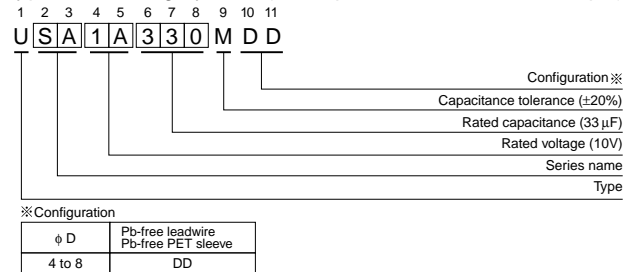 1 2 3 4 5 6 7 8 9 10 11
U S A 1 A 3 3 0 M D D
Configuration※
Capacitance tolerance (±20%)
Rated capacitance (33 µF)
Rated voltage (10V)
Series name
Type
※Configuration
ϕ D
Pb-free leadwire
Pb-free PET sleeve
4 to 8
DD